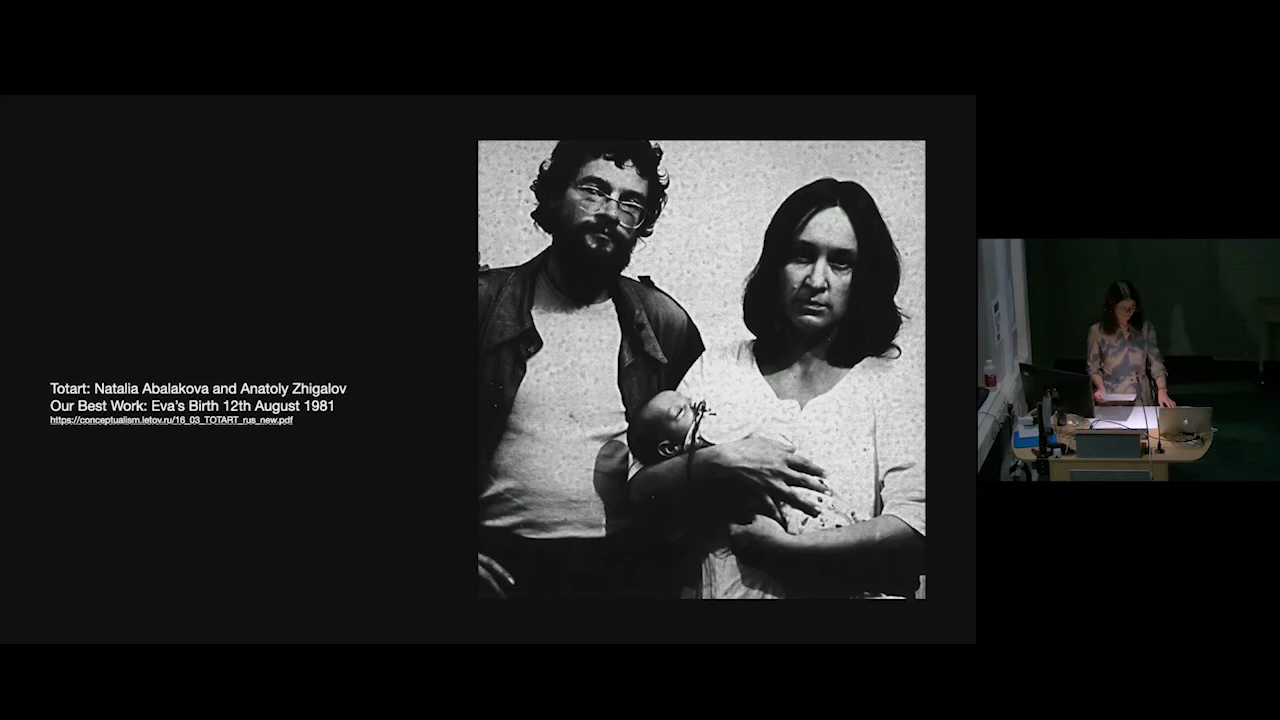 Totart: Natalia Abalakova and Anatoly Zhigalov
Our Best Work: Eva's Birth 12th August 1981
https://conceptualism.letov.ru/16_03_TOTART_rus_new.pdf